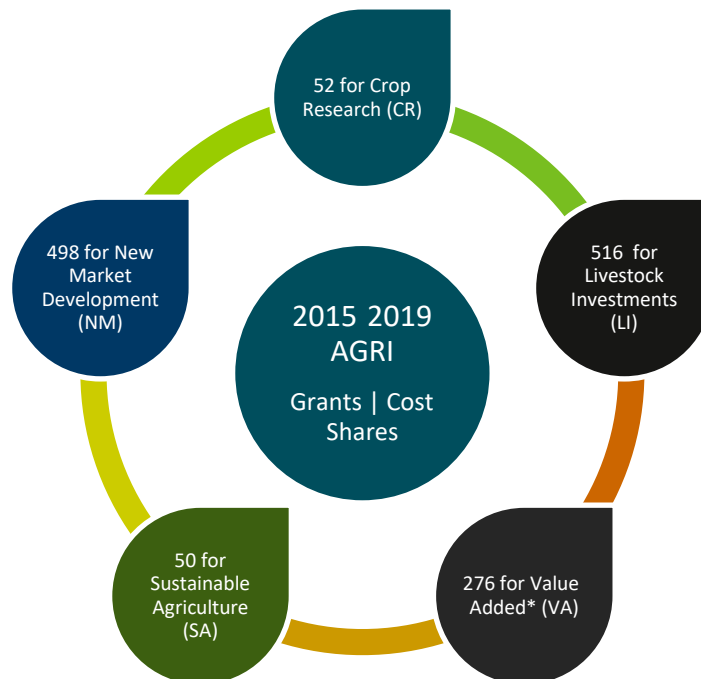 52 for Crop
Research (CR)
498 for New
Market
Development
(NM)
516 for
Livestock
Investments
(LI)
2015 2019
AGRI
Grants | Cost
Shares
50 for
Sustainable
Agriculture
(SA)
276 for Value
Added* (VA)